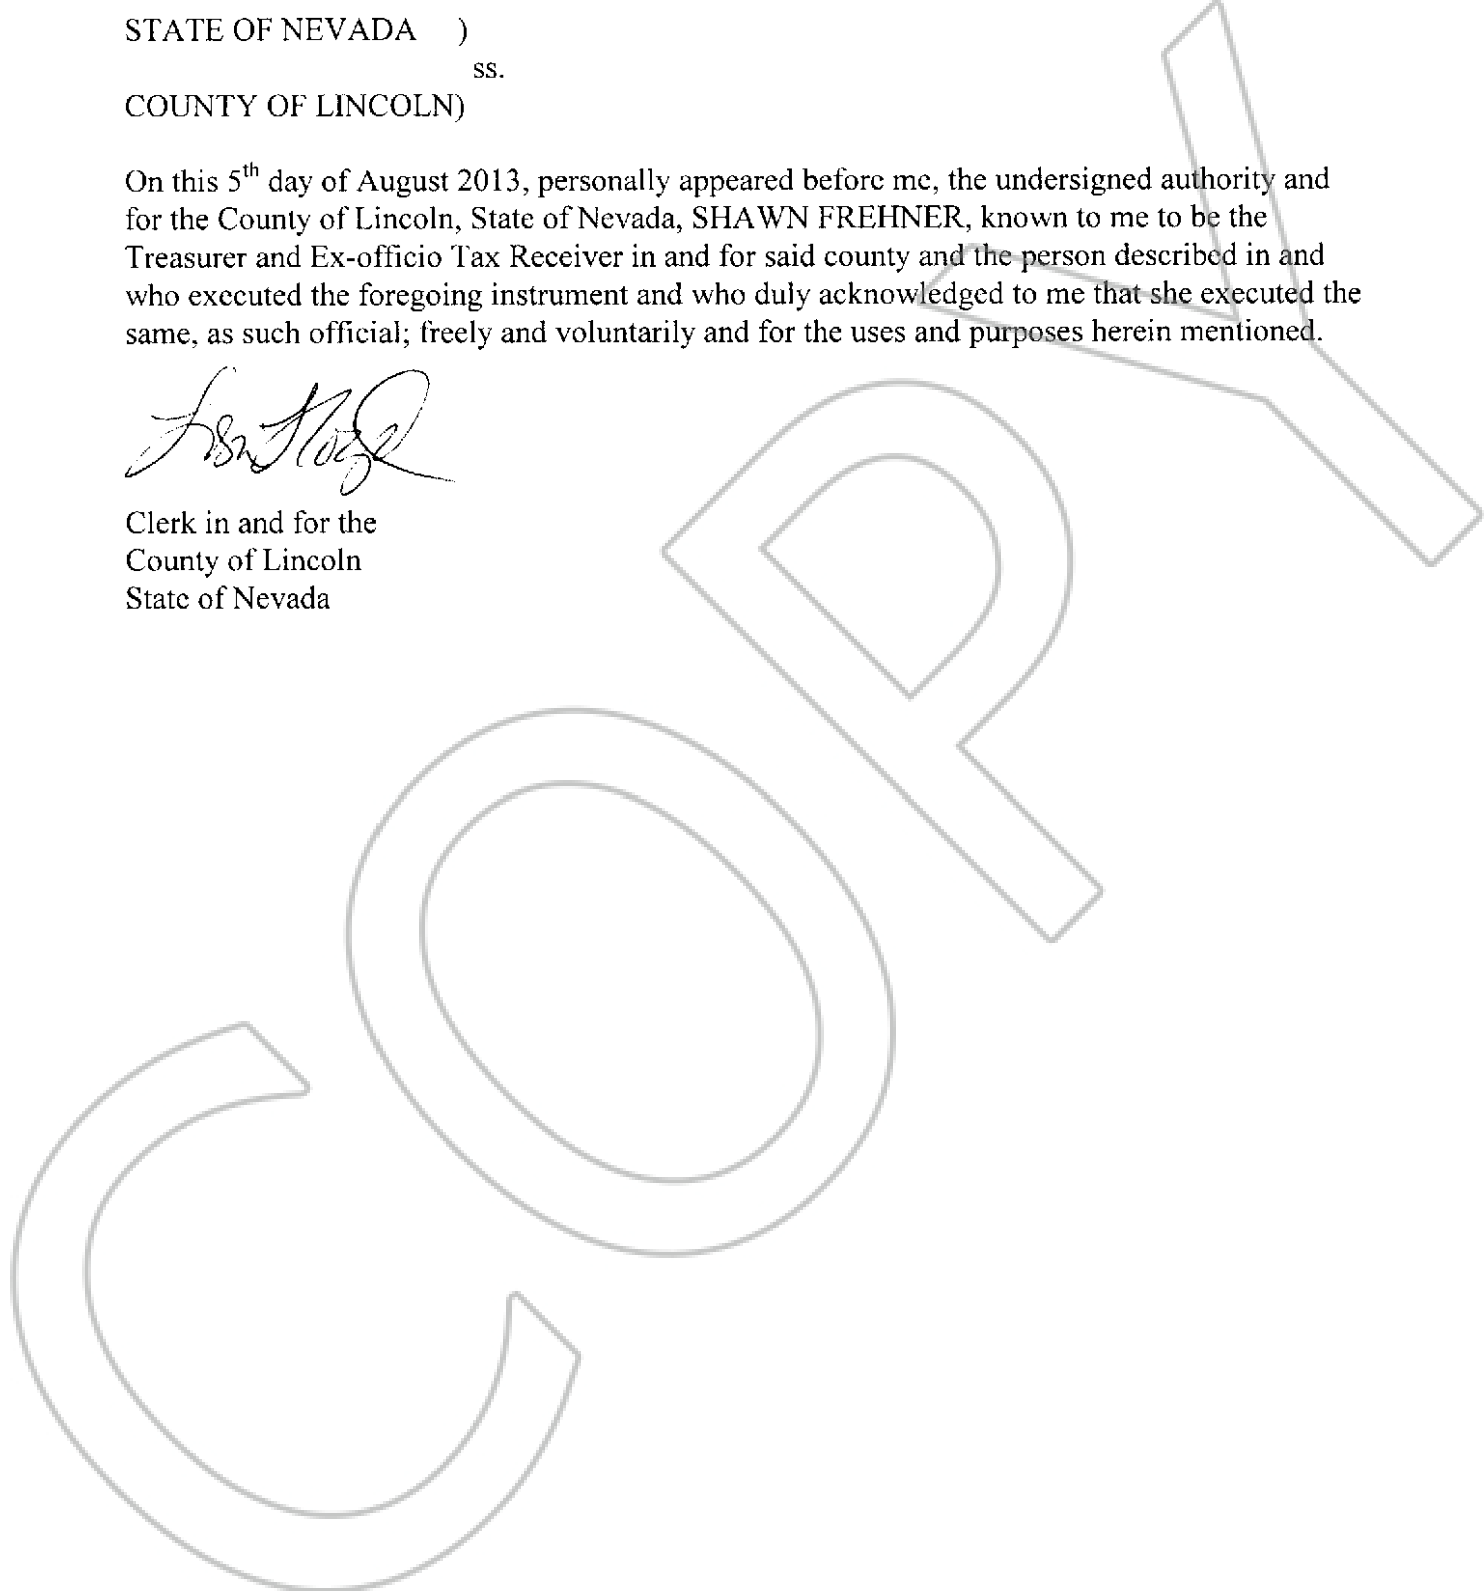 STATE OF NEVADA )
ss.
COUNTY OF LINCOLN)
On this 5th day of August 2013, personally appeared before me, the undersigned authority and
for the County of Lincoln, State of Nevada, SHAWN FREHNER, known to me to be the
Treasurer and Ex-officio Tax Receiver in and for said county and the person described in and
who executed the foregoing instrument and who duly acknowledged to me that she executed the
same, as such official; freely and voluntarily and for the uses and purposes herein mentioned.
Clerk in and for the
County of Lincoln
State of Nevada
COPY